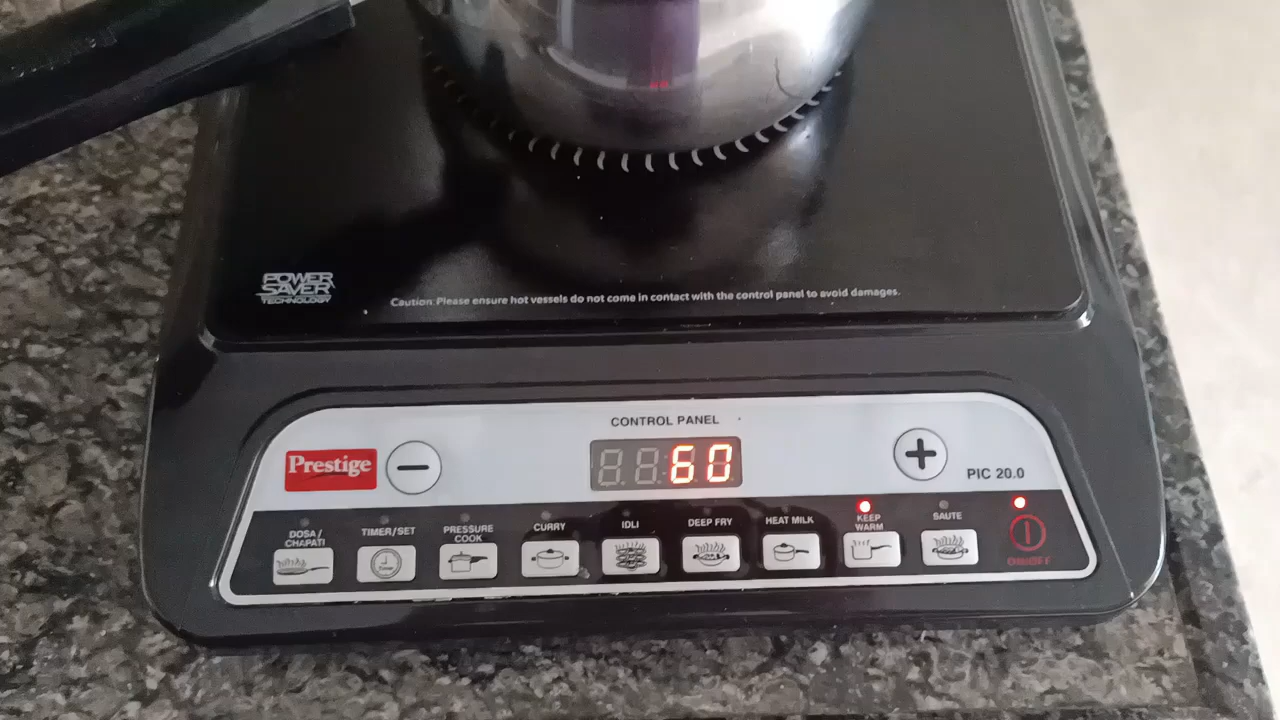 POWER
SAVER
TECHNOLOGY
Caution: Please ensure hot vessels do not come in contact with the control panel to avoid damages.
CONTROL PANEL
Prestige
−
60
+
PIC 20.0
DOSA /
CHAPATI
TIMER/SET
PRESSURE
COOK
CURRY
IDLI
DEEP FRY
HEAT MILK
KEEP
WARM
SAUTE
Timer
ON/OFF